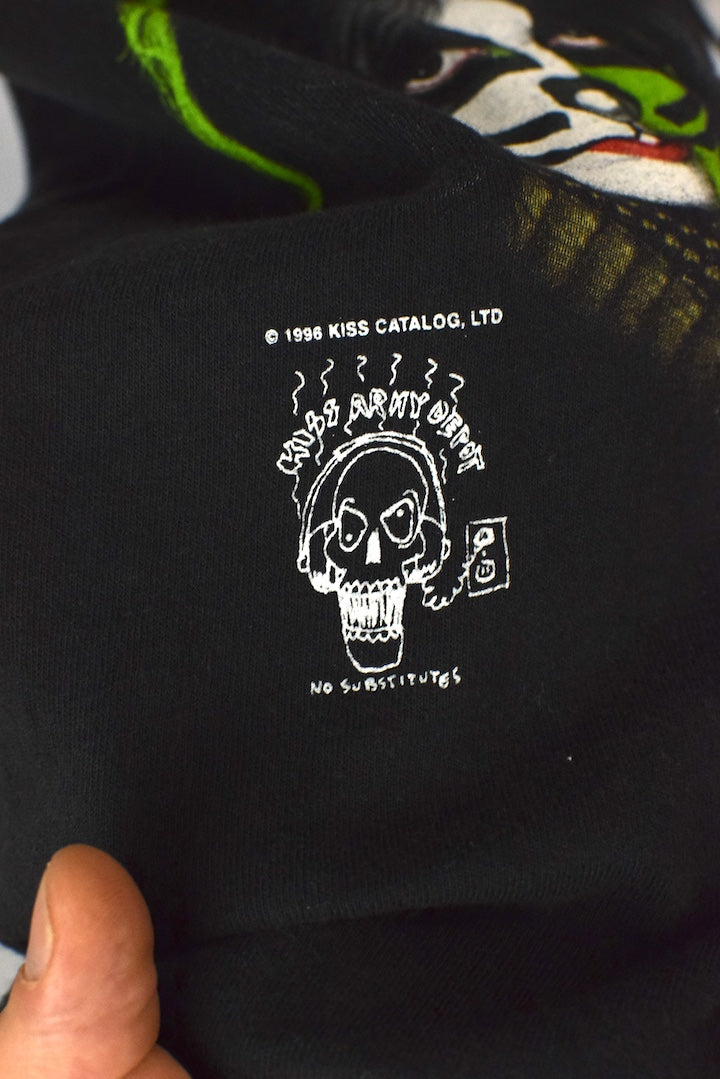 © 1996 KISS CATALOG, LTD
KISS ARMY DEPOT
NO SUBSTITUTES